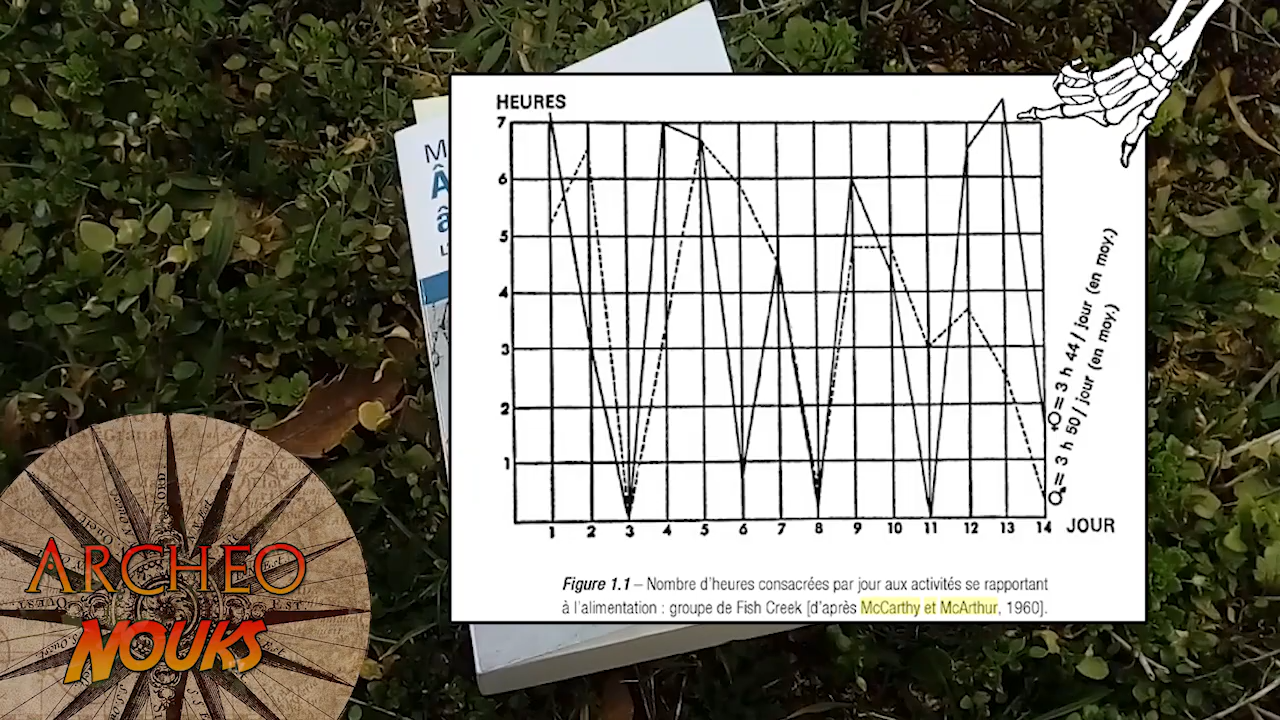 HEURES
7
6
5
4
3
2
1
1 2 3 4 5 6 7 8 9 10 11 12 13 14 JOUR
= 3 h 44 / jour (en moy.)
= 3 h 50 / jour (en moy.)
Figure 1.1 – Nombre d'heures consacrées par jour aux activités se rapportant
à l'alimentation : groupe de Fish Creek [d'après McCarthy et McArthur, 1960].
M
Â
â
L
ARCHEO
NOUKS